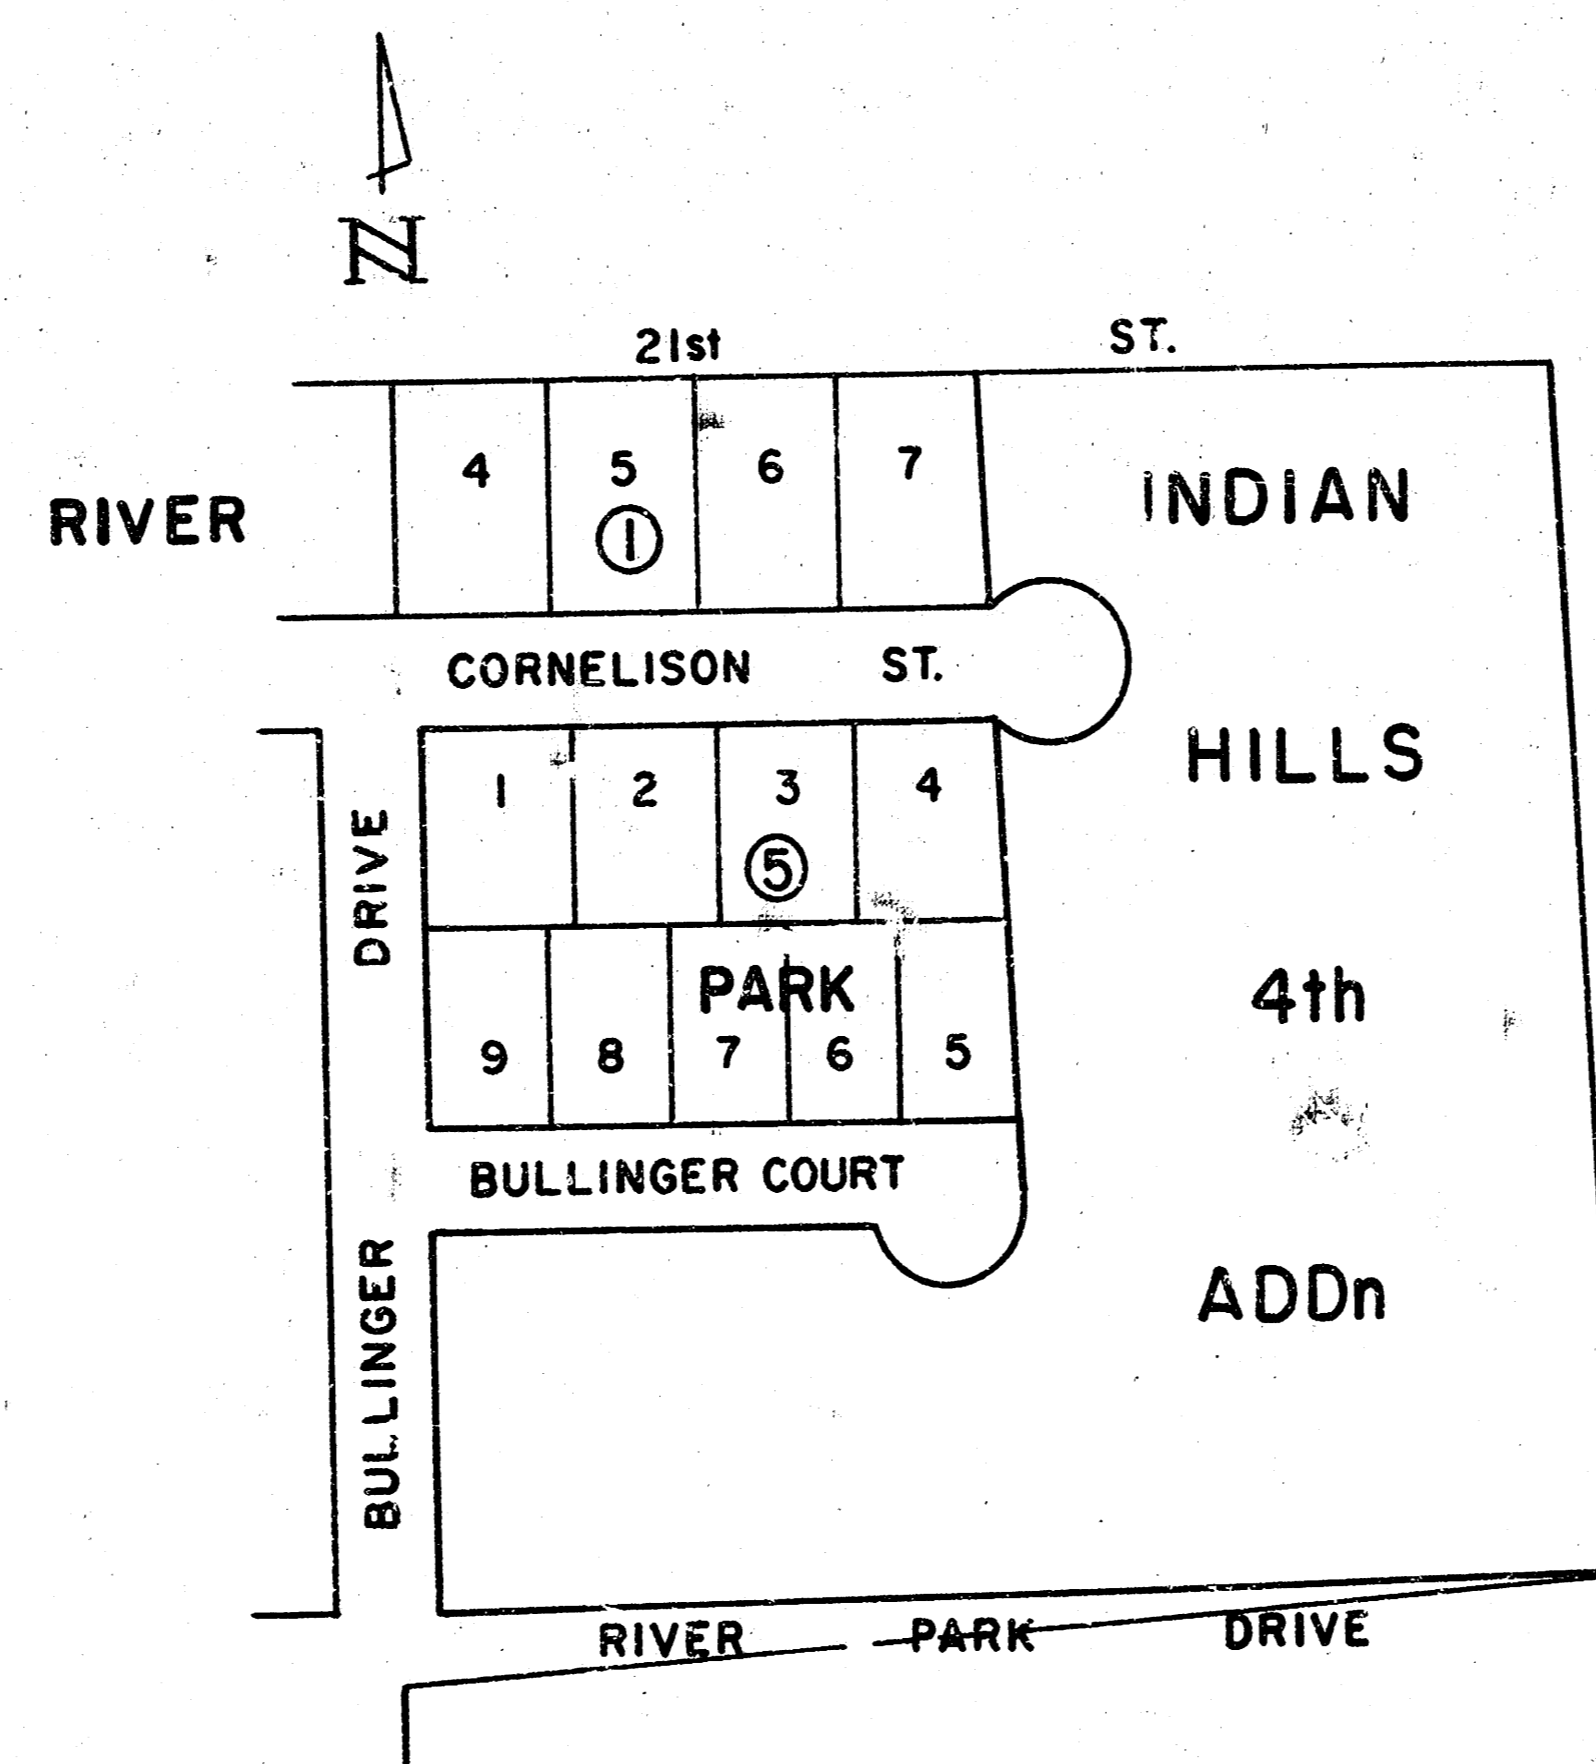 N
21st ST.
4 5 6 7
1
RIVER
INDIAN
CORNELISON ST.
HILLS
1 2 3 4
5
DRIVE
PARK
4th
9 8 7 6 5
BULLINGER COURT
BULLINGER
ADDn
RIVER PARK DRIVE